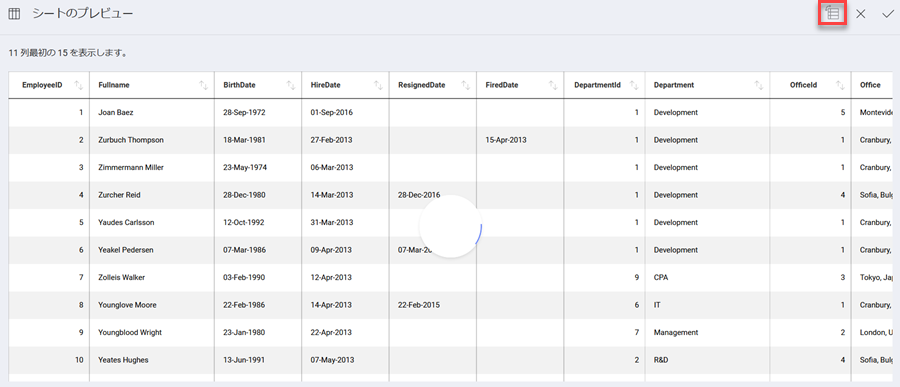 シートのプレビュー
11 列最初の 15 を表示します。
EmployeeID Fullname BirthDate HireDate ResignedDate FiredDate DepartmentId Department OfficeId Office
1 Joan Baez 28-Sep-1972 01-Sep-2016 1 Development 5 Montevide
2 Zurbuch Thompson 18-Mar-1981 27-Feb-2013 15-Apr-2013 1 Development 1 Cranbury,
3 Zimmermann Miller 23-May-1974 06-Mar-2013 1 Development 1 Cranbury,
4 Zurcher Reid 28-Dec-1980 14-Mar-2013 28-Dec-2016 1 Development 4 Sofia, Bulg
5 Yaudes Carlsson 12-Oct-1992 31-Mar-2013 1 Development 1 Cranbury,
6 Yeakel Pedersen 07-Mar-1986 09-Apr-2013 07-Mar-20 1 Development 1 Cranbury,
7 Zolleis Walker 03-Feb-1990 12-Apr-2013 9 CPA 3 Tokyo, Jap
8 Younglove Moore 22-Feb-1986 14-Apr-2013 22-Feb-2015 6 IT 1 Cranbury,
9 Youngblood Wright 23-Jan-1980 22-Apr-2013 7 Management 2 London, U
10 Yeates Hughes 13-Jun-1991 07-May-2013 2 R&D 4 Sofia, Bulg